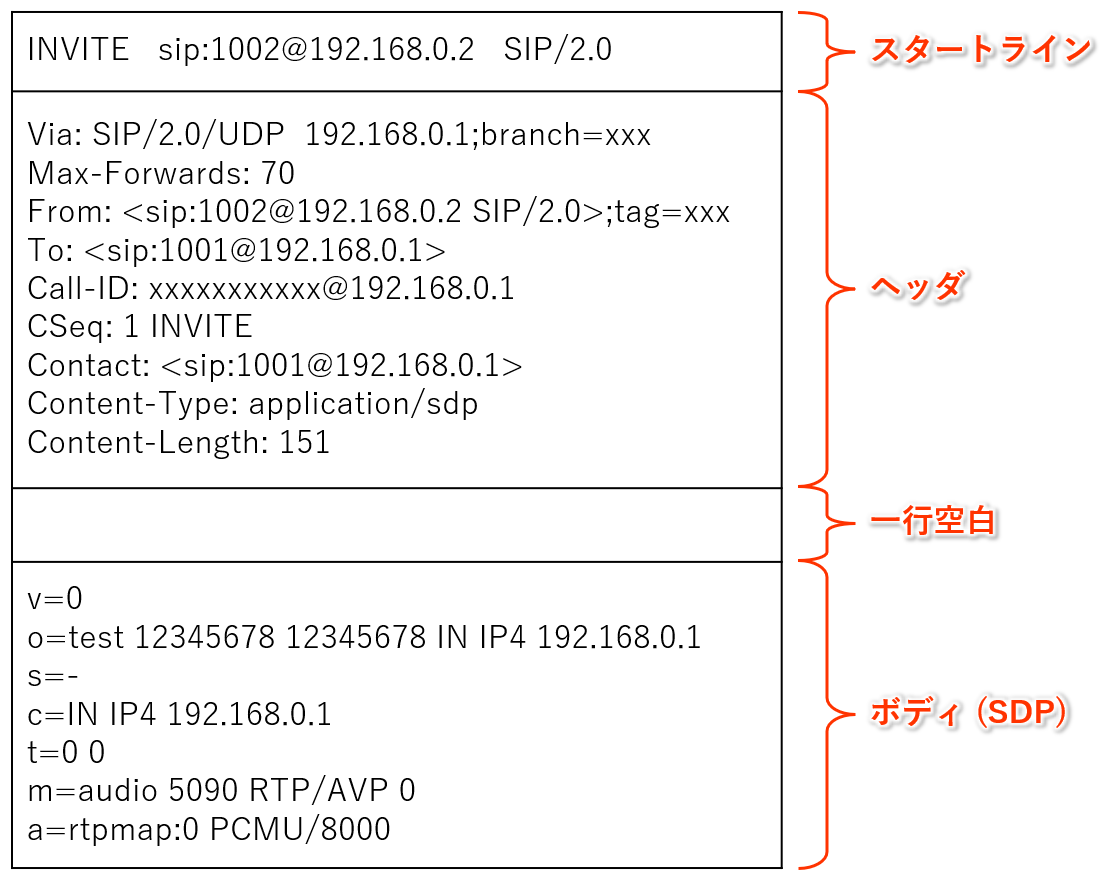 INVITE sip:1002@192.168.0.2 SIP/2.0
スタートライン
Via: SIP/2.0/UDP 192.168.0.1;branch=xxx
Max-Forwards: 70
From: <sip:1002@192.168.0.2 SIP/2.0>;tag=xxx
To: <sip:1001@192.168.0.1>
Call-ID: xxxxxxxxxxx@192.168.0.1
CSeq: 1 INVITE
Contact: <sip:1001@192.168.0.1>
Content-Type: application/sdp
Content-Length: 151
ヘッダ
一行空白
v=0
o=test 12345678 12345678 IN IP4 192.168.0.1
s=-
c=IN IP4 192.168.0.1
t=0 0
m=audio 5090 RTP/AVP 0
a=rtpmap:0 PCMU/8000
ボディ (SDP)